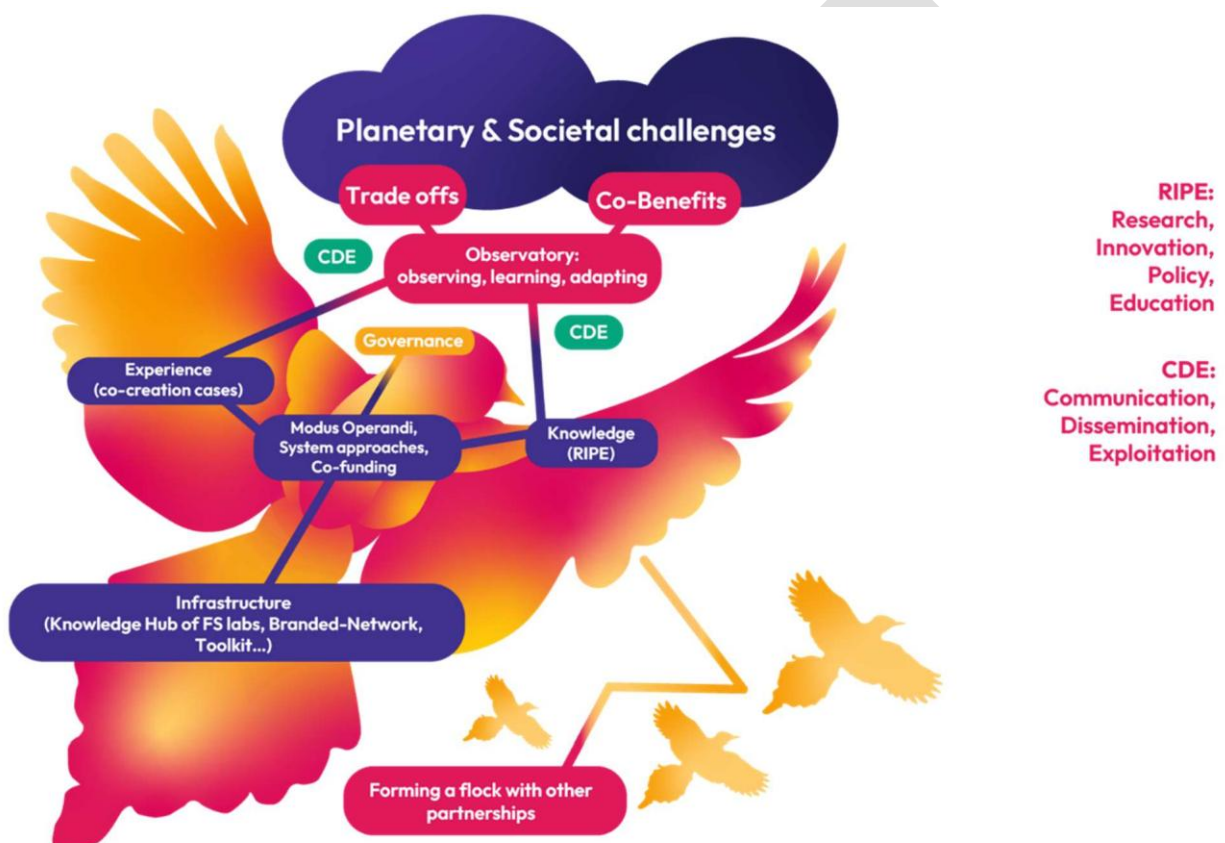 Planetary & Societal challenges
Trade offs
Co-Benefits
CDE
Observatory:
observing, learning, adapting
CDE
Governance
Experience
(co-creation cases)
Modus Operandi,
System approaches,
Co-funding
Knowledge
(RIPE)
Infrastructure
(Knowledge Hub of FS labs, Branded-Network,
Toolkit...)
Forming a flock with other
partnerships
RIPE:
Research,
Innovation,
Policy,
Education
CDE:
Communication,
Dissemination,
Exploitation